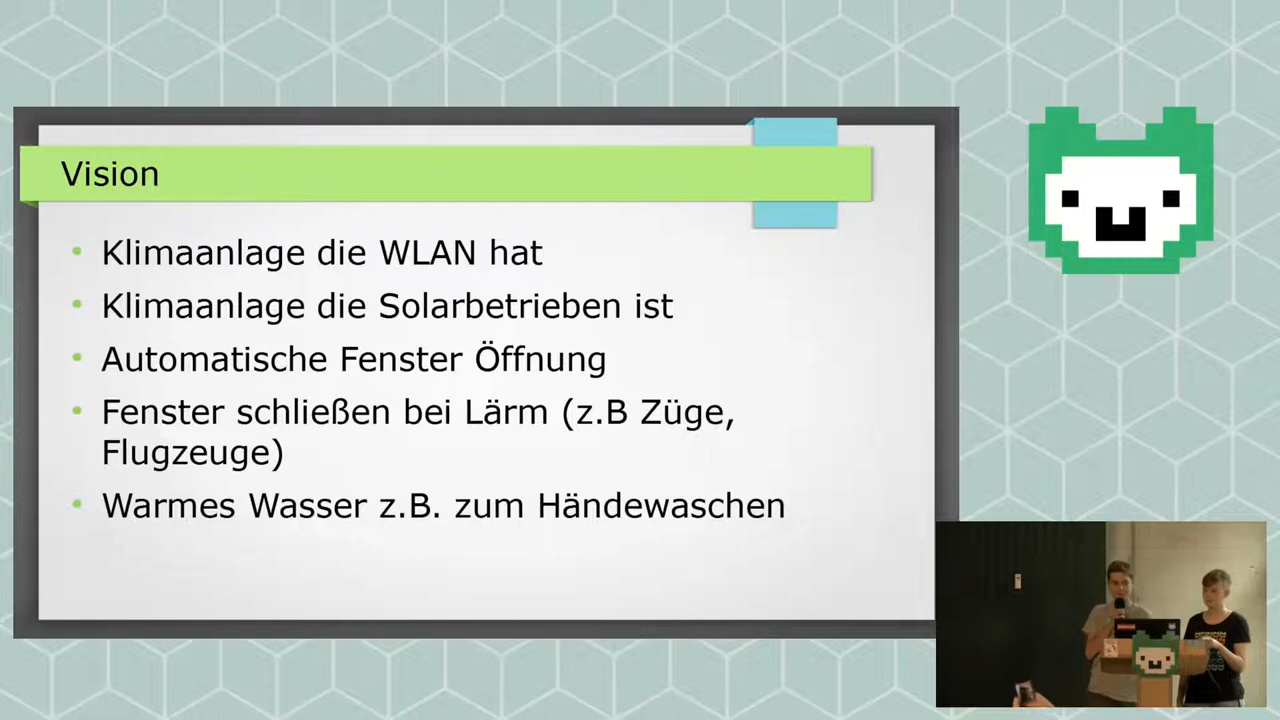 Vision
Klimaanlage die WLAN hat
Klimaanlage die Solarbetrieben ist
Automatische Fenster Öffnung
Fenster schließen bei Lärm (z.B Züge,
Flugzeuge)
Warmes Wasser z.B. zum Händewaschen